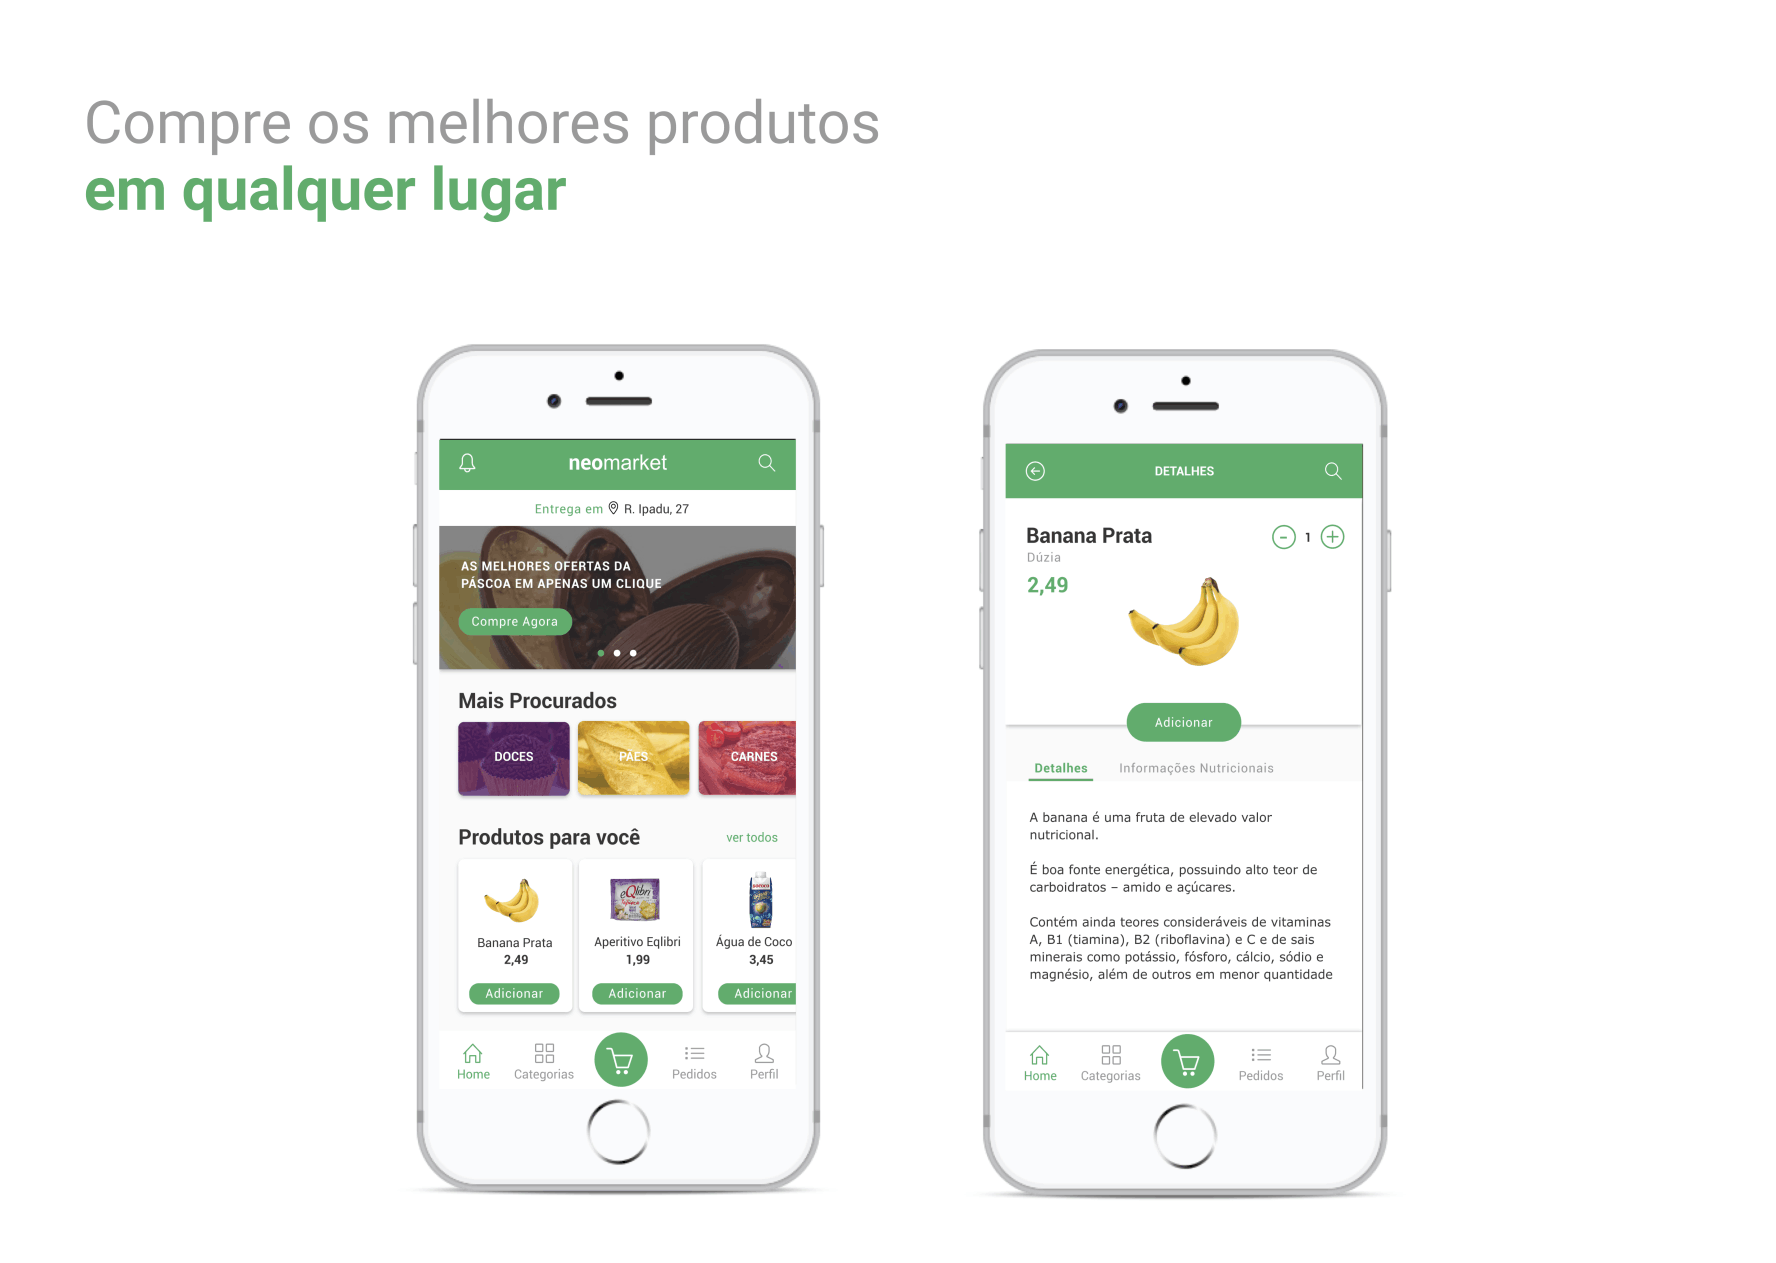 Compre os melhores produtos
em qualquer lugar
neomarket
Entrega em R. Ipadu, 27
AS MELHORES OFERTAS DA
PÁSCOA EM APENAS UM CLIQUE
Compre Agora
Mais Procurados
DOCES
PÃES
CARNES
Produtos para você
ver todos
eQlibri
Banana Prata
2,49
Adicionar
Aperitivo Eqlibri
1,99
Adicionar
Água de Coco
3,45
Adicionar
Home
Categorias
Pedidos
Perfil
DETALHES
Banana Prata
- 1 +
Dúzia
2,49
Adicionar
Detalhes
Informações Nutricionais
A banana é uma fruta de elevado valor
nutricional.
É boa fonte energética, possuindo alto teor de
carboidratos – amido e açúcares.
Contém ainda teores consideráveis de vitaminas
A, B1 (tiamina), B2 (riboflavina) e C e de sais
minerais como potássio, fósforo, cálcio, sódio e
magnésio, além de outros em menor quantidade
Home
Categorias
Pedidos
Perfil